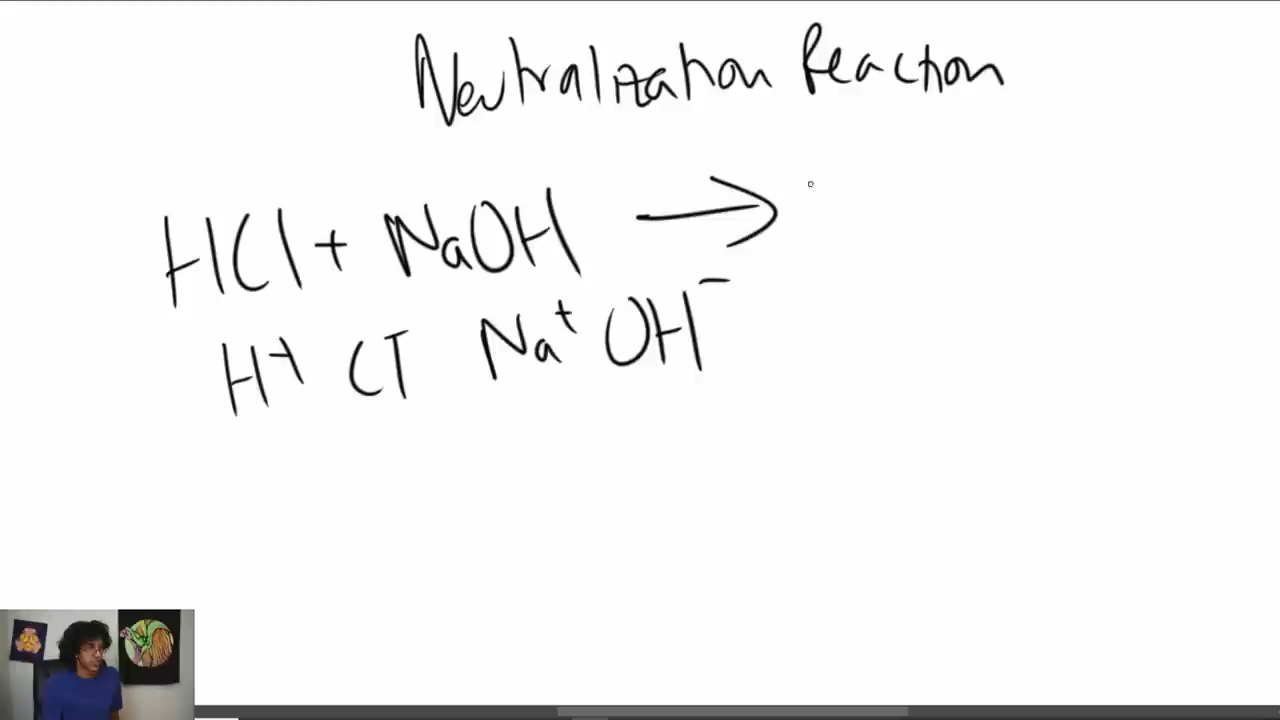 Neutralization Reaction
HCl + NaOH →
H⁺ Cl⁻ Na⁺ OH⁻